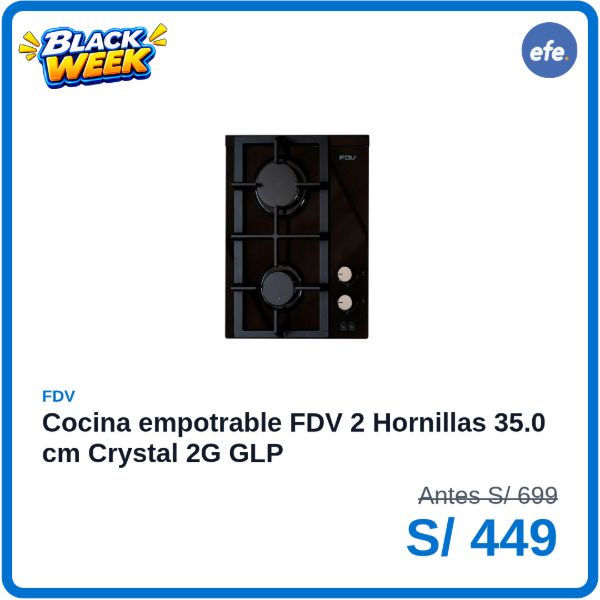 BLACK
WEEK
efe.
FDV
FDV
Cocina empotrable FDV 2 Hornillas 35.0
cm Crystal 2G GLP
Antes S/ 699
S/ 449